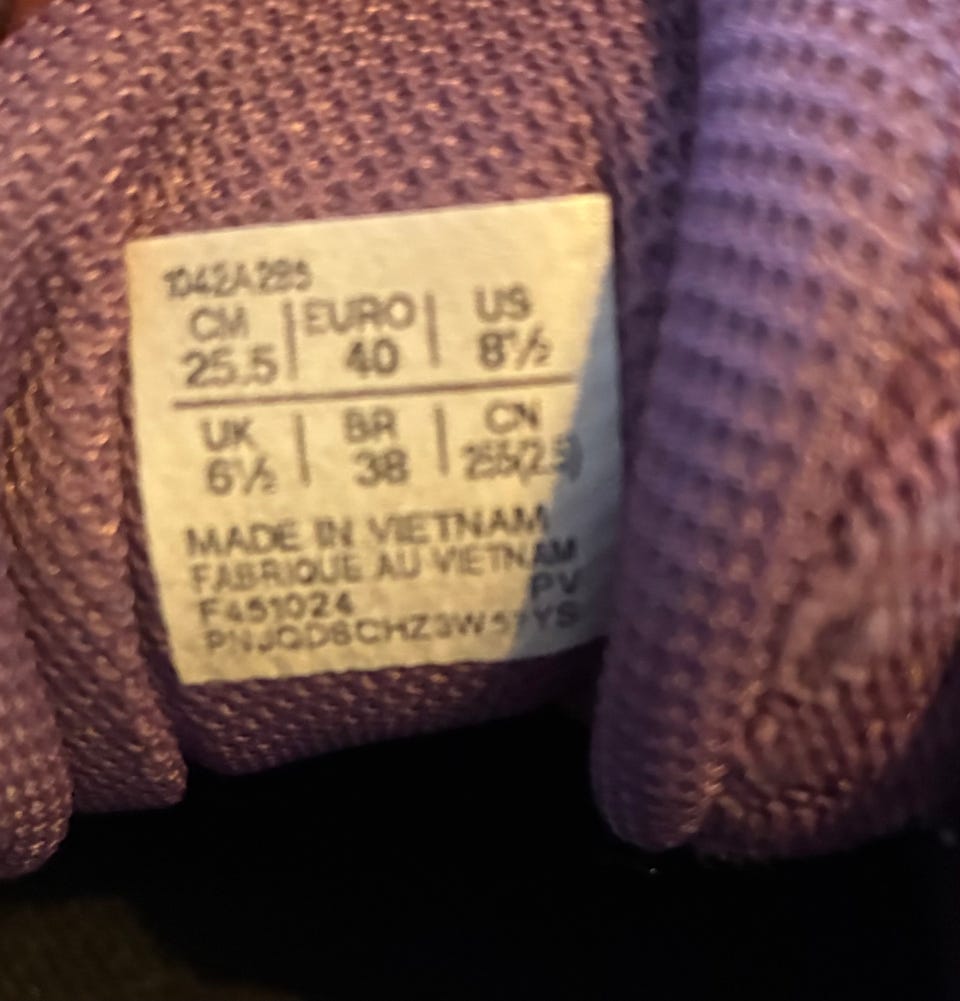 1042A285
CM | EURO | US
25.5 | 40 | 8½
UK | BR | CN
6½ | 38 | 255(2.5)
MADE IN VIETNAM
FABRIQUE AU VIETNAM
F451024 PV